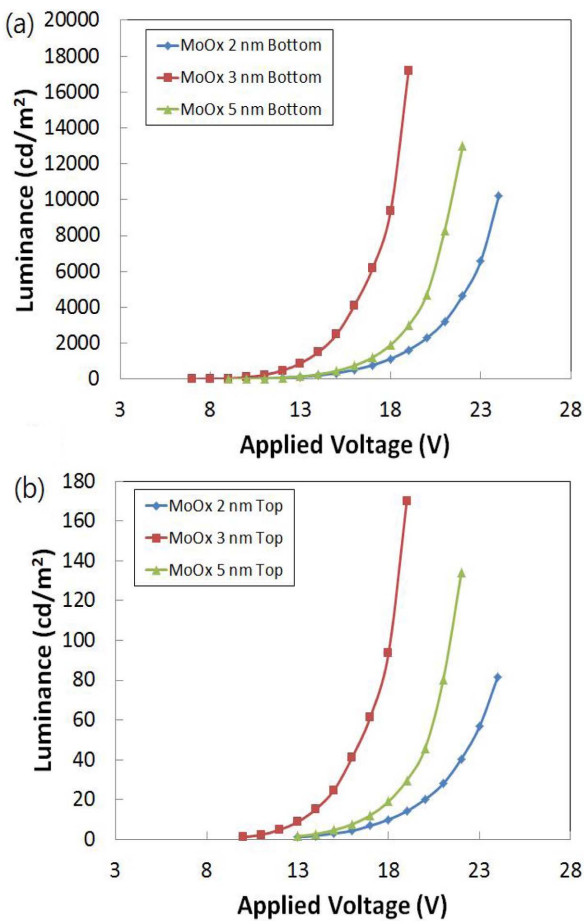 (a)
20000
18000
16000
14000
12000
10000
8000
6000
4000
2000
0
Luminance (cd/m²)
MoOx 2 nm Bottom
MoOx 3 nm Bottom
MoOx 5 nm Bottom
3 8 13 18 23 28
Applied Voltage (V)
(b)
180
160
140
120
100
80
60
40
20
0
Luminance (cd/m²)
MoOx 2 nm Top
MoOx 3 nm Top
MoOx 5 nm Top
3 8 13 18 23 28
Applied Voltage (V)